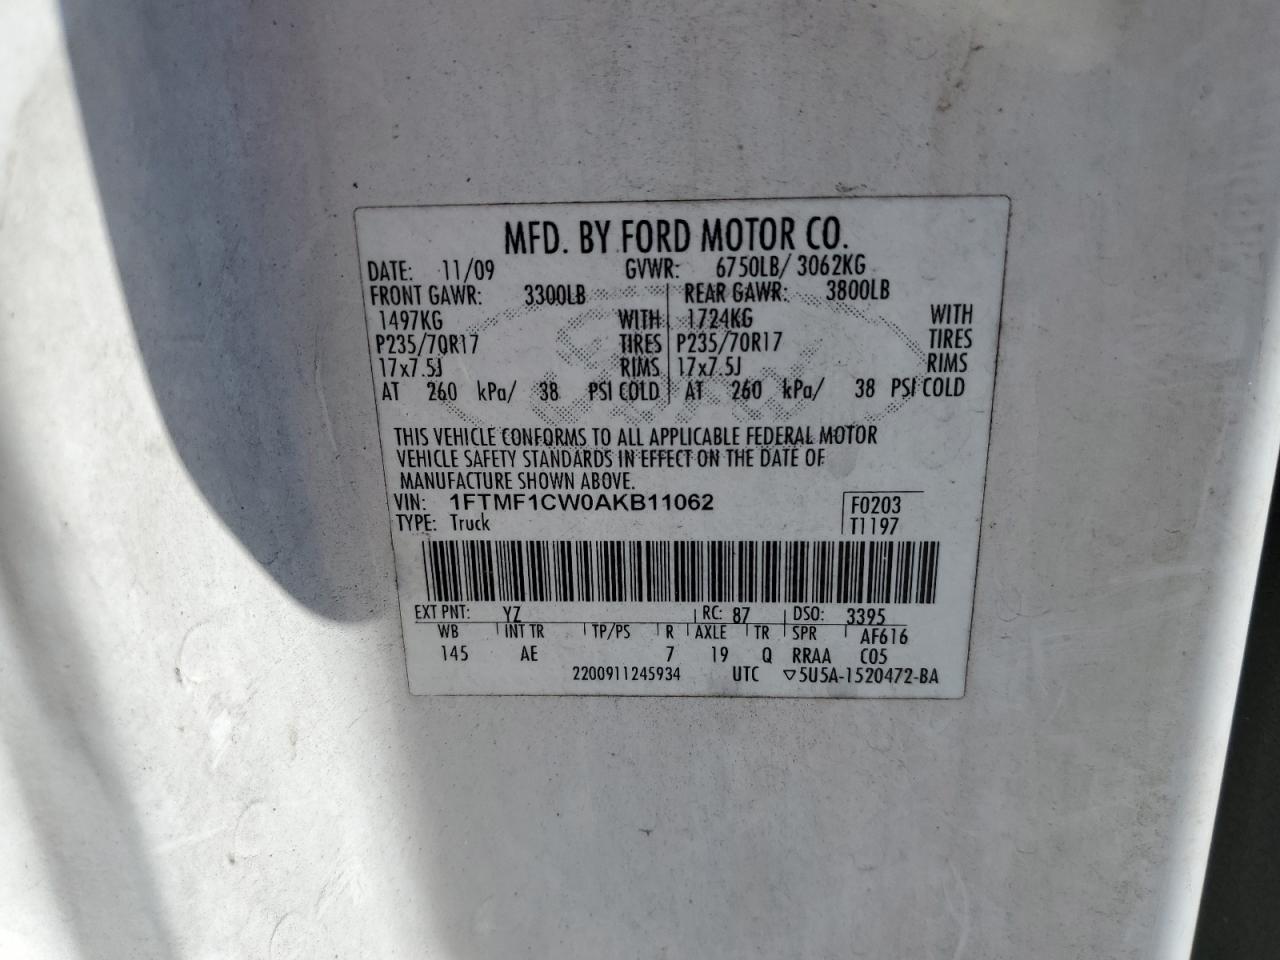 MFD. BY FORD MOTOR CO.
DATE: 11/09 GVWR: 6750LB/ 3062KG
FRONT GAWR: 3300LB REAR GAWR: 3800LB
1497KG WITH 1724KG WITH
P235/70R17 TIRES P235/70R17 TIRES
17x7.5J RIMS 17x7.5J RIMS
AT 260 kPa/ 38 PSI COLD AT 260 kPa/ 38 PSI COLD
THIS VEHICLE CONFORMS TO ALL APPLICABLE FEDERAL MOTOR
VEHICLE SAFETY STANDARDS IN EFFECT ON THE DATE OF
MANUFACTURE SHOWN ABOVE.
VIN: 1FTMF1CW0AKB11062 F0203
TYPE: Truck T1197
EXT PNT: YZ RC: 87 DSO: 3395
WB INT TR TP/PS R AXLE TR SPR AF616
145 AE 7 19 Q RRAA C05
2200911245934 UTC ▽5U5A-1520472-BA